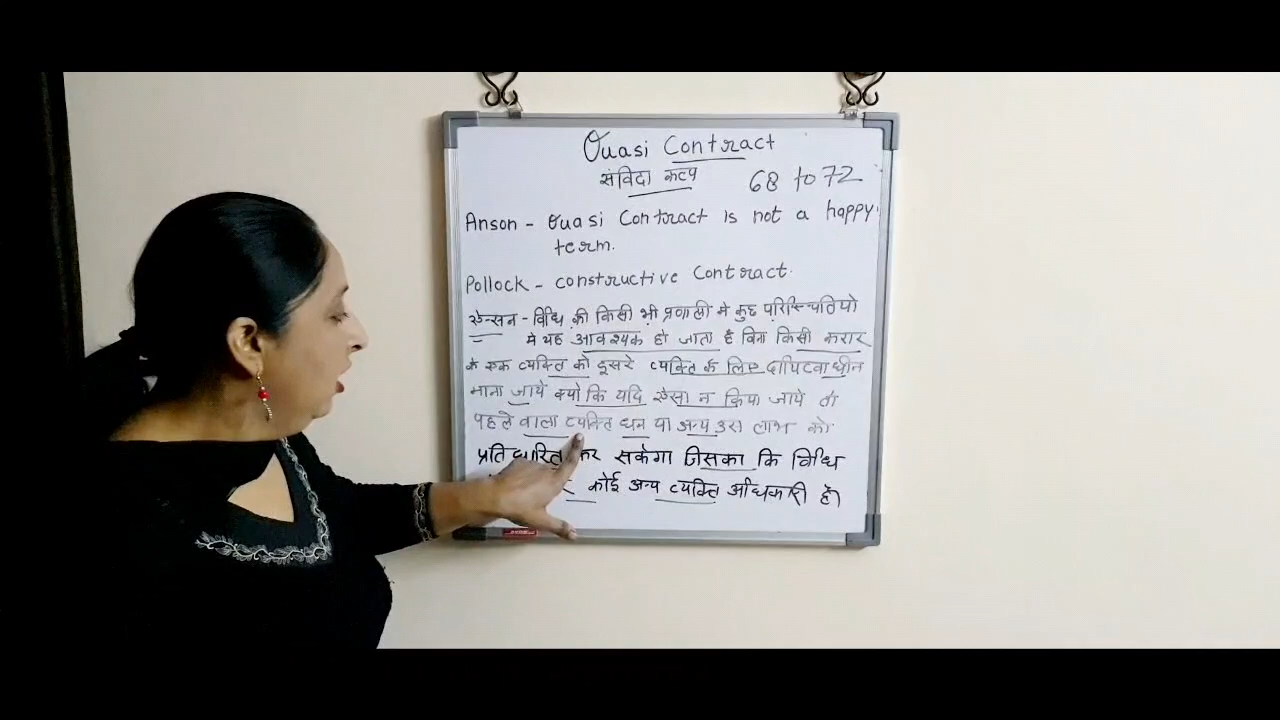 Quasi Contract
संविदा कल्प
68 to 72
Anson - Quasi Contract is not a happy
term.
Pollock - constructive Contract.
ऐन्सन - विधि की किसी भी प्रणाली मे कुछ परिस्थितियो
मे यह आवश्यक हो जाता है बिना किसी करार
के एक व्यक्ति को दूसरे व्यक्ति के लिए दायित्वाधीन
माना जाये क्यो कि यदि ऐसा न किया जाये तो
पहले वाला व्यक्ति धन या अन्य उस लाभ को
प्रतिधारित कर सकेगा जिसका कि विधि
कोई अन्य व्यक्ति अधिकारी है।